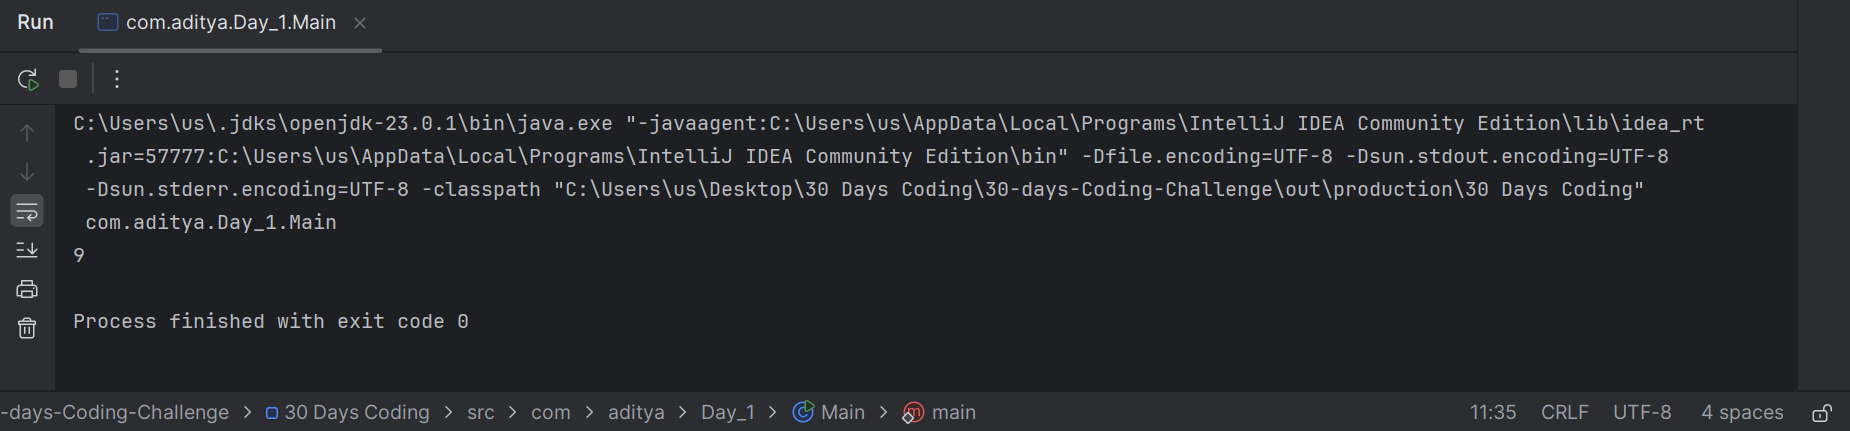 Run com.aditya.Day_1.Main
C:\Users\us\.jdks\openjdk-23.0.1\bin\java.exe "-javaagent:C:\Users\us\AppData\Local\Programs\IntelliJ IDEA Community Edition\lib\idea_rt
.jar=57777:C:\Users\us\AppData\Local\Programs\IntelliJ IDEA Community Edition\bin" -Dfile.encoding=UTF-8 -Dsun.stdout.encoding=UTF-8
-Dsun.stderr.encoding=UTF-8 -classpath "C:\Users\us\Desktop\30 Days Coding\30-days-Coding-Challenge\out\production\30 Days Coding"
com.aditya.Day_1.Main
9
Process finished with exit code 0
-days-Coding-Challenge > 30 Days Coding > src > com > aditya > Day_1 > Main > main 11:35 CRLF UTF-8 4 spaces